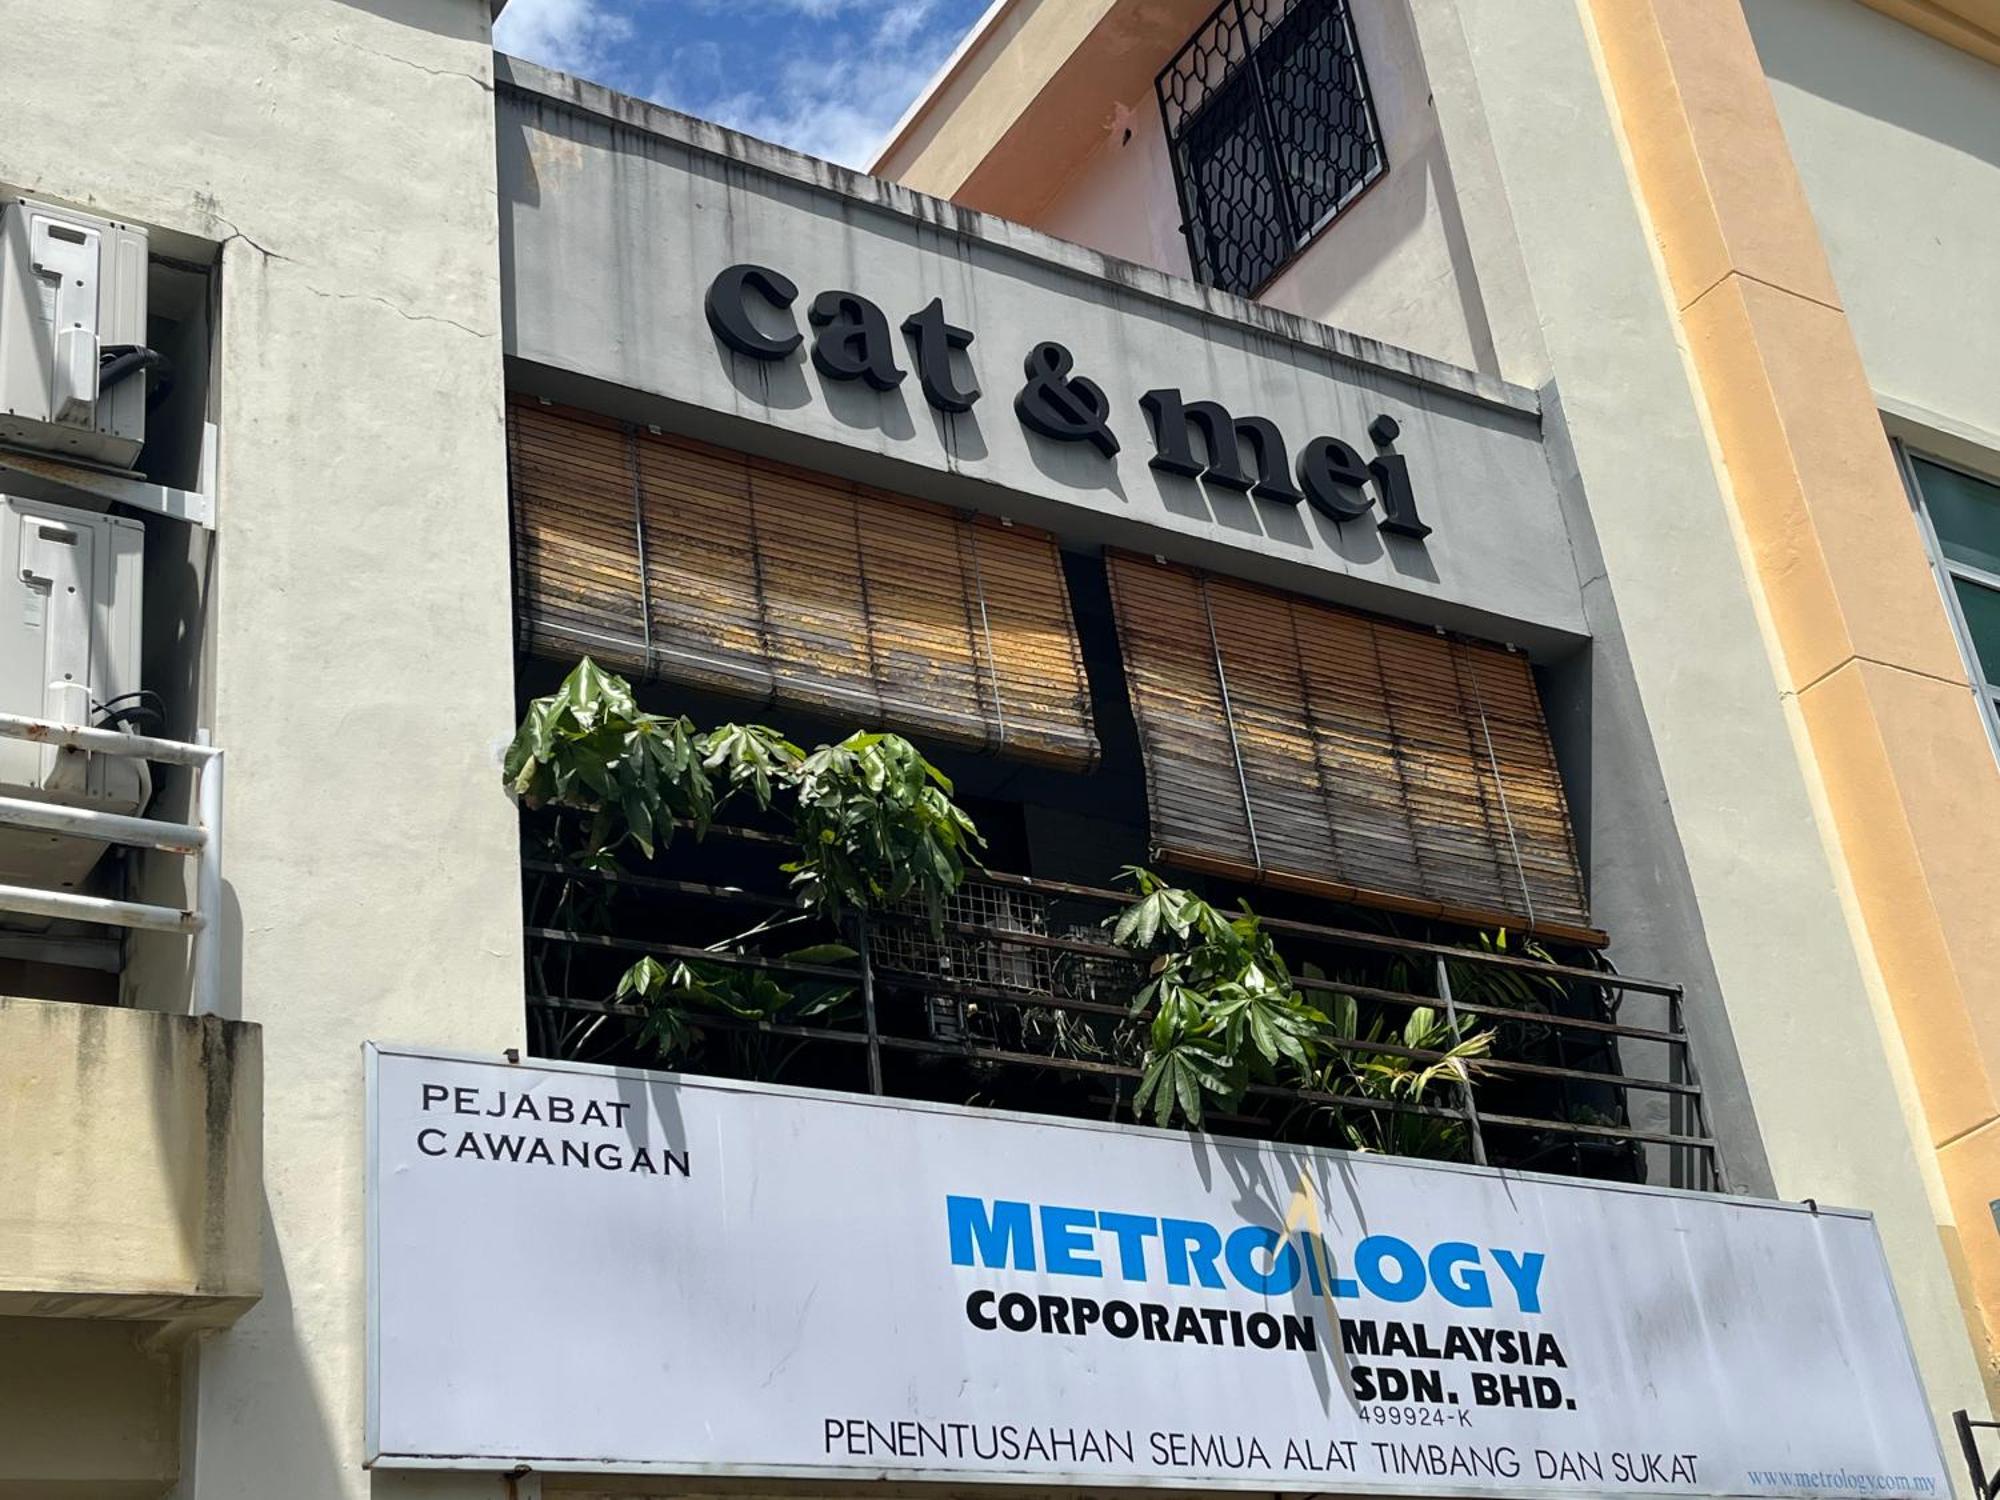 cat & mei
PEJABAT
CAWANGAN
METROLOGY
CORPORATION MALAYSIA
SDN. BHD.
499924-K
PENENTUSAHAN SEMUA ALAT TIMBANG DAN SUKAT
www.metrology.com.my